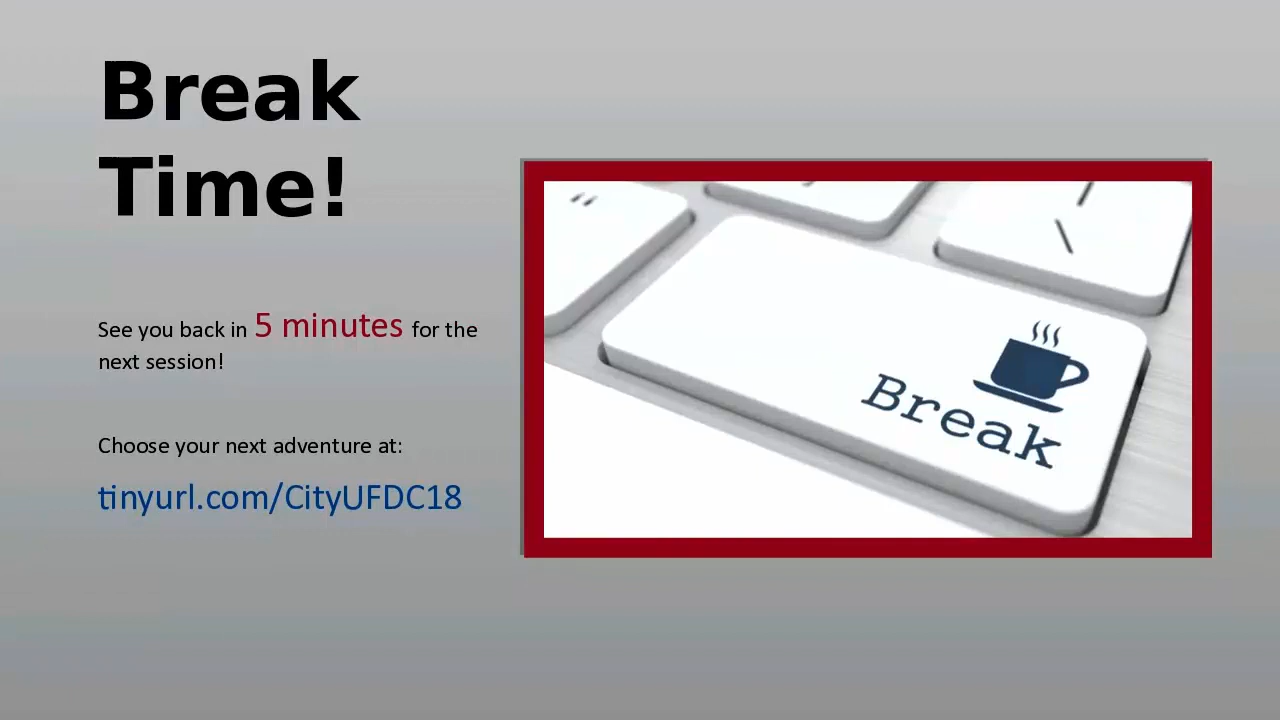 Break
Time!
See you back in 5 minutes for the
next session!
Choose your next adventure at:
tinyurl.com/CityUFDC18
Break